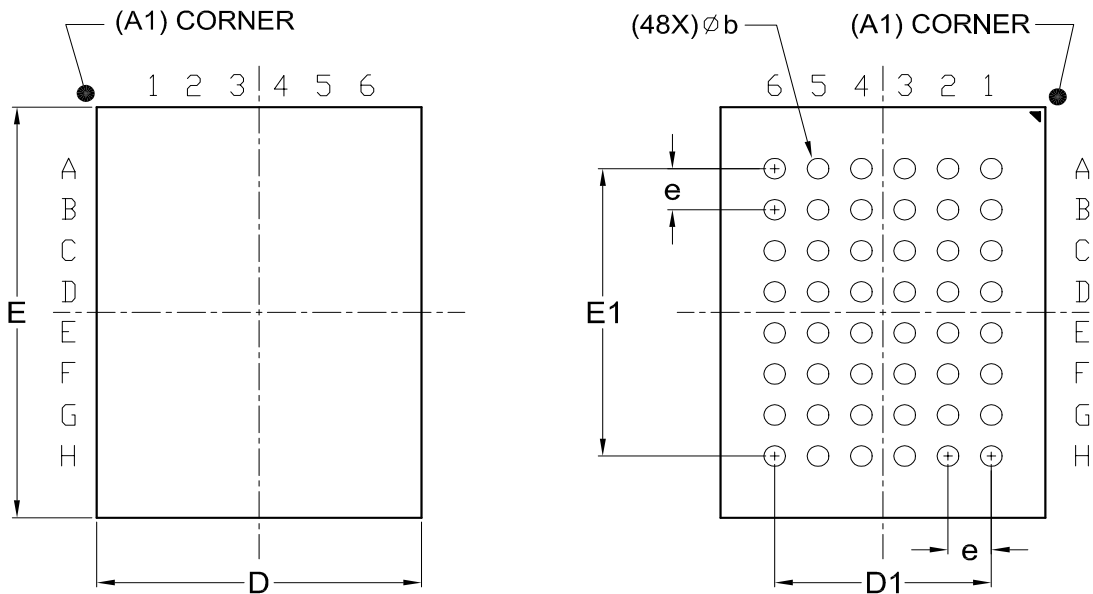 (A1) CORNER
1 2 3 4 5 6
A
B
C
D
E
F
G
H
E
D
(48X) ⌀ b
(A1) CORNER
6 5 4 3 2 1
A
B
C
D
E
F
G
H
e
E1
e
D1